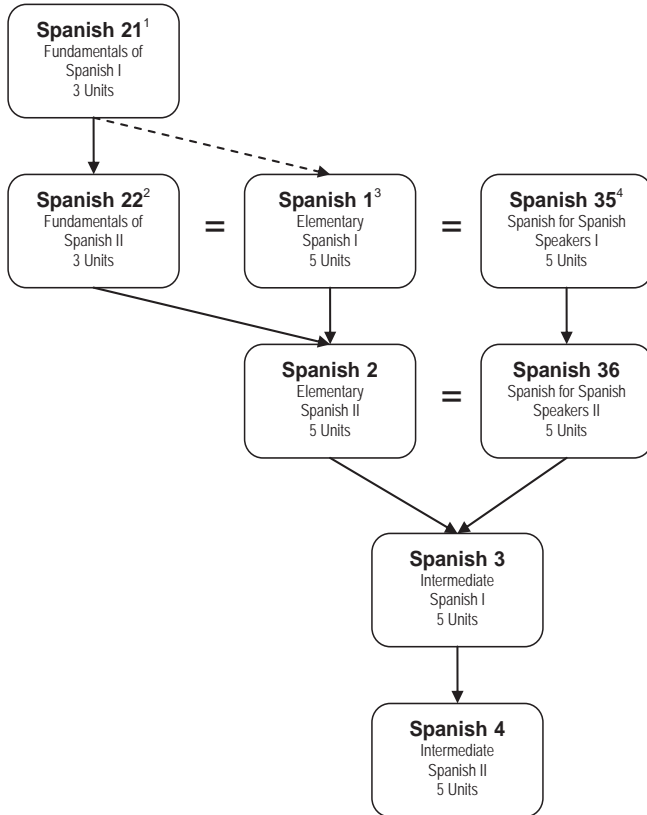 Spanish 21¹
Fundamentals of
Spanish I
3 Units
Spanish 22²
Fundamentals of
Spanish II
3 Units
=
Spanish 1³
Elementary
Spanish I
5 Units
=
Spanish 35⁴
Spanish for Spanish
Speakers I
5 Units
Spanish 2
Elementary
Spanish II
5 Units
=
Spanish 36
Spanish for Spanish
Speakers II
5 Units
Spanish 3
Intermediate
Spanish I
5 Units
Spanish 4
Intermediate
Spanish II
5 Units